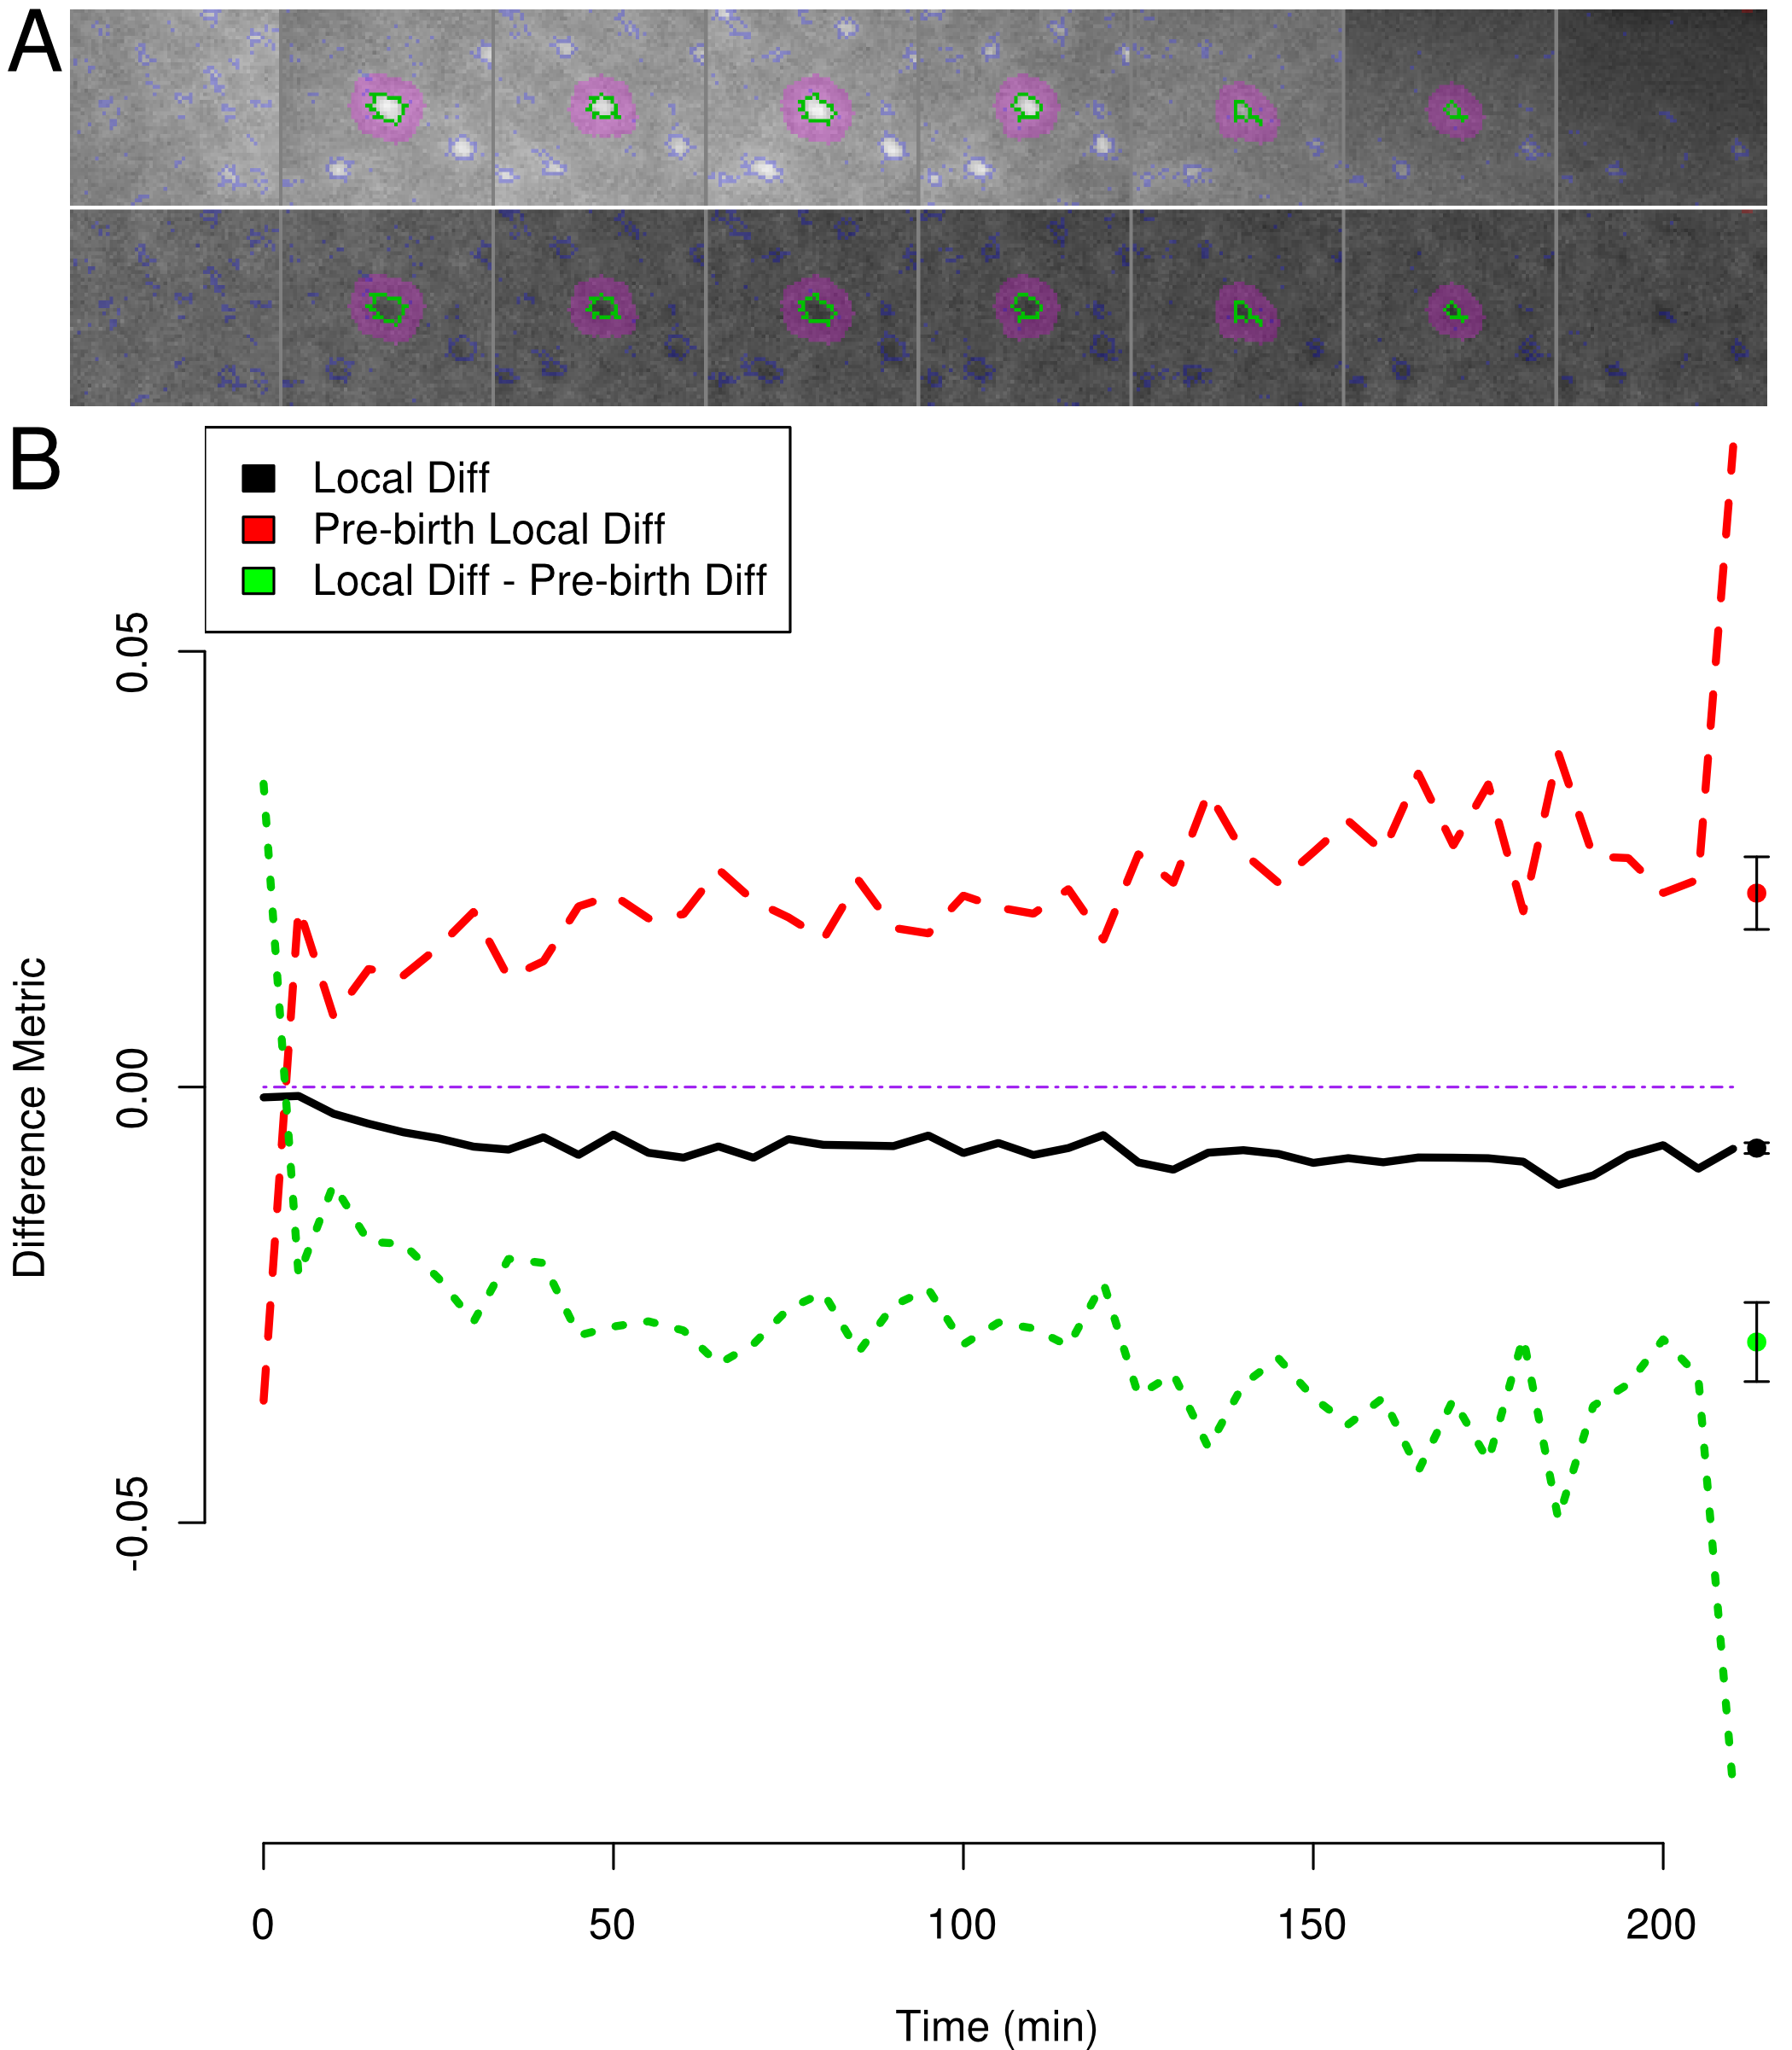 A
B
Local Diff
Pre-birth Local Diff
Local Diff - Pre-birth Diff
0.05
0.00
-0.05
Difference Metric
0 50 100 150 200
Time (min)